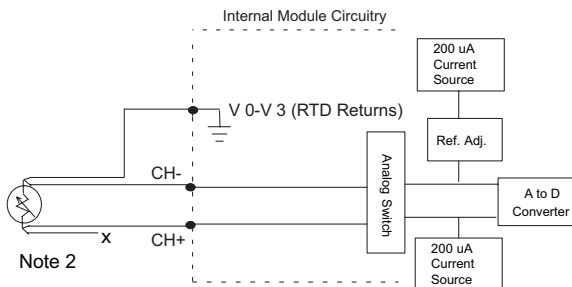 Internal Module Circuitry
200 uA
Current
Source
V 0-V 3 (RTD Returns)
Ref. Adj.
CH-
Analog Switch
A to D
Converter
x
CH+
Note 2
200 uA
Current
Source